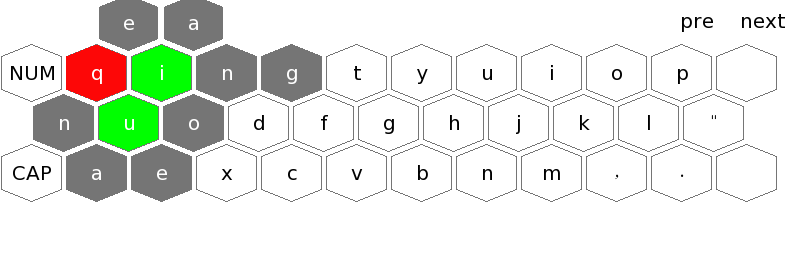 e a pre next
NUM q i n g t y u i o p
n u o d f g h j k l "
CAP a e x c v b n m , .